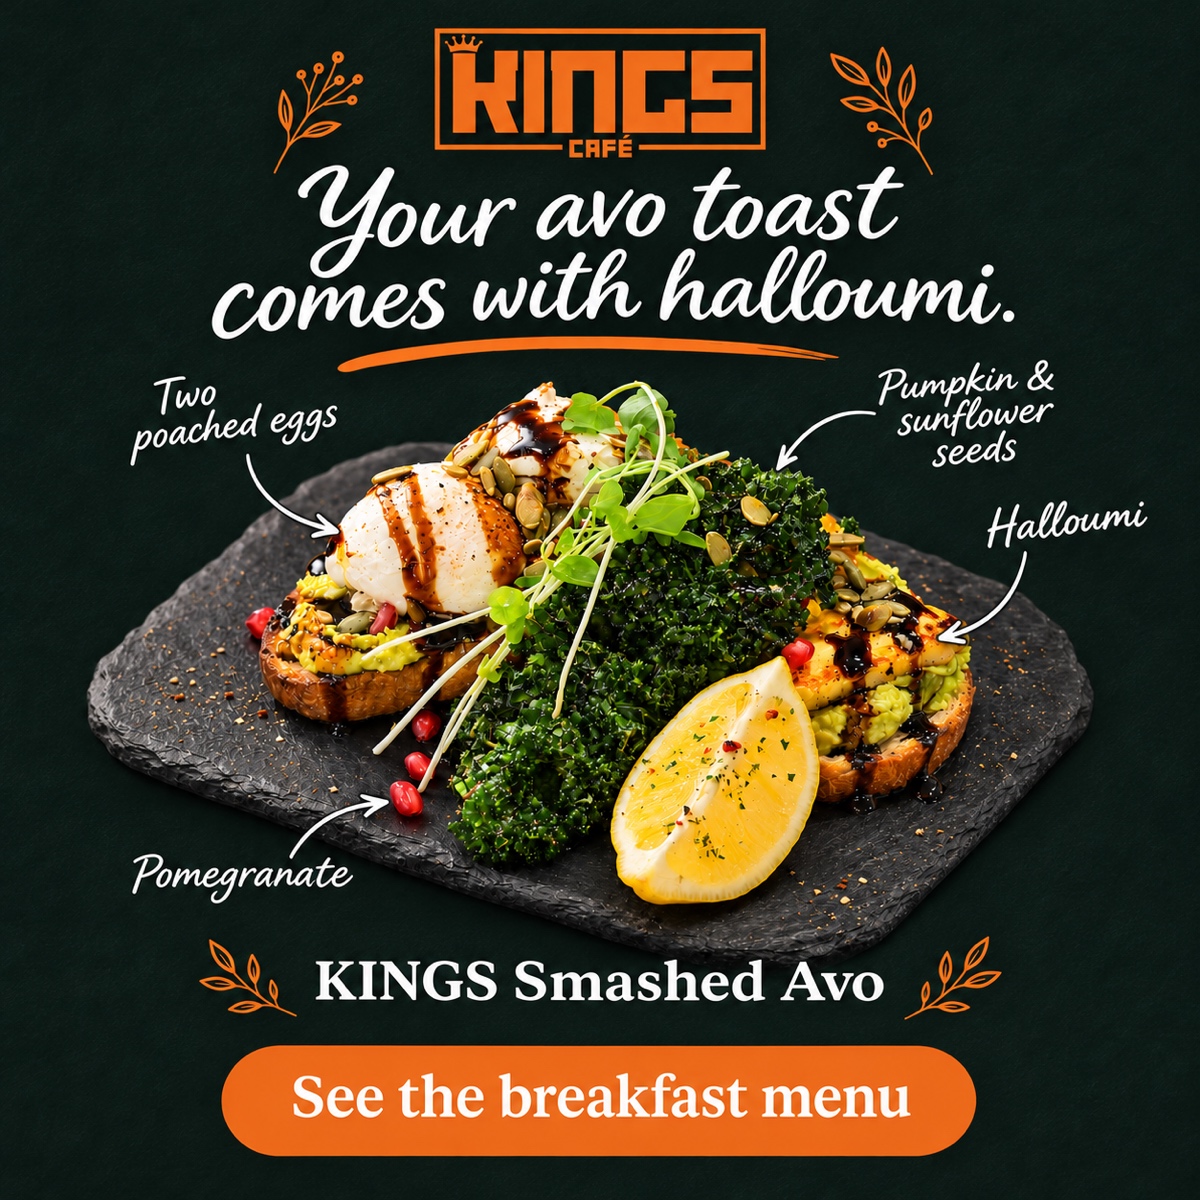 KINGS
CAFÉ
Your avo toast
comes with halloumi.
Two
poached eggs
Pumpkin &
sunflower
seeds
Halloumi
Pomegranate
KINGS Smashed Avo
See the breakfast menu